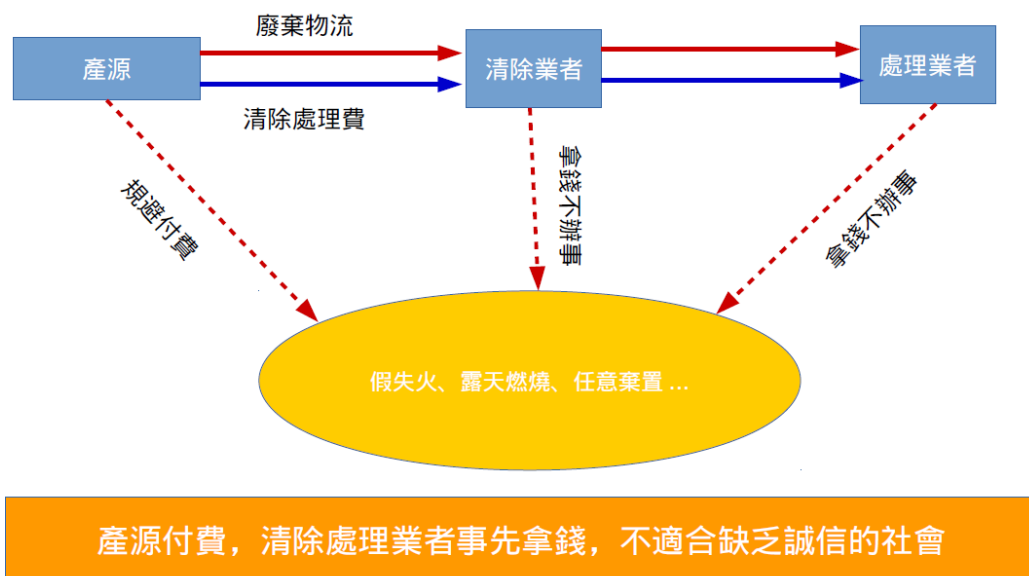 廢棄物流
產源
清除業者
處理業者
清除處理費
規避付費
拿錢不辦事
拿錢不辦事
假失火、露天燃燒、任意棄置...
產源付費，清除處理業者事先拿錢，不適合缺乏誠信的社會